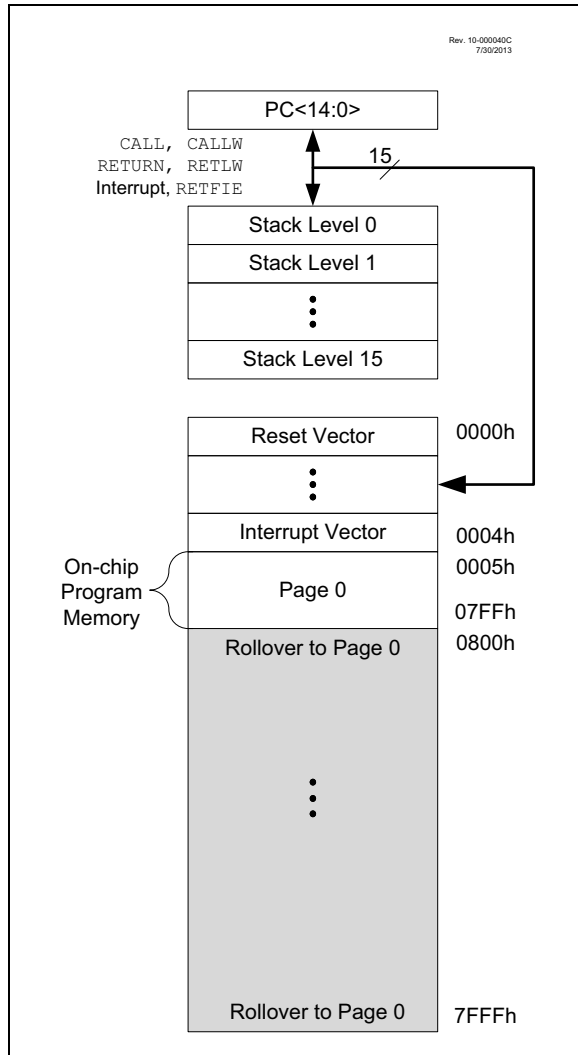 Rev. 10-000040C
7/30/2013
PC<14:0>
CALL, CALLW
RETURN, RETLW
Interrupt, RETFIE
15
Stack Level 0
Stack Level 1
Stack Level 15
Reset Vector
0000h
Interrupt Vector
0004h
On-chip
Program
Memory
Page 0
0005h
07FFh
Rollover to Page 0
0800h
Rollover to Page 0
7FFFh